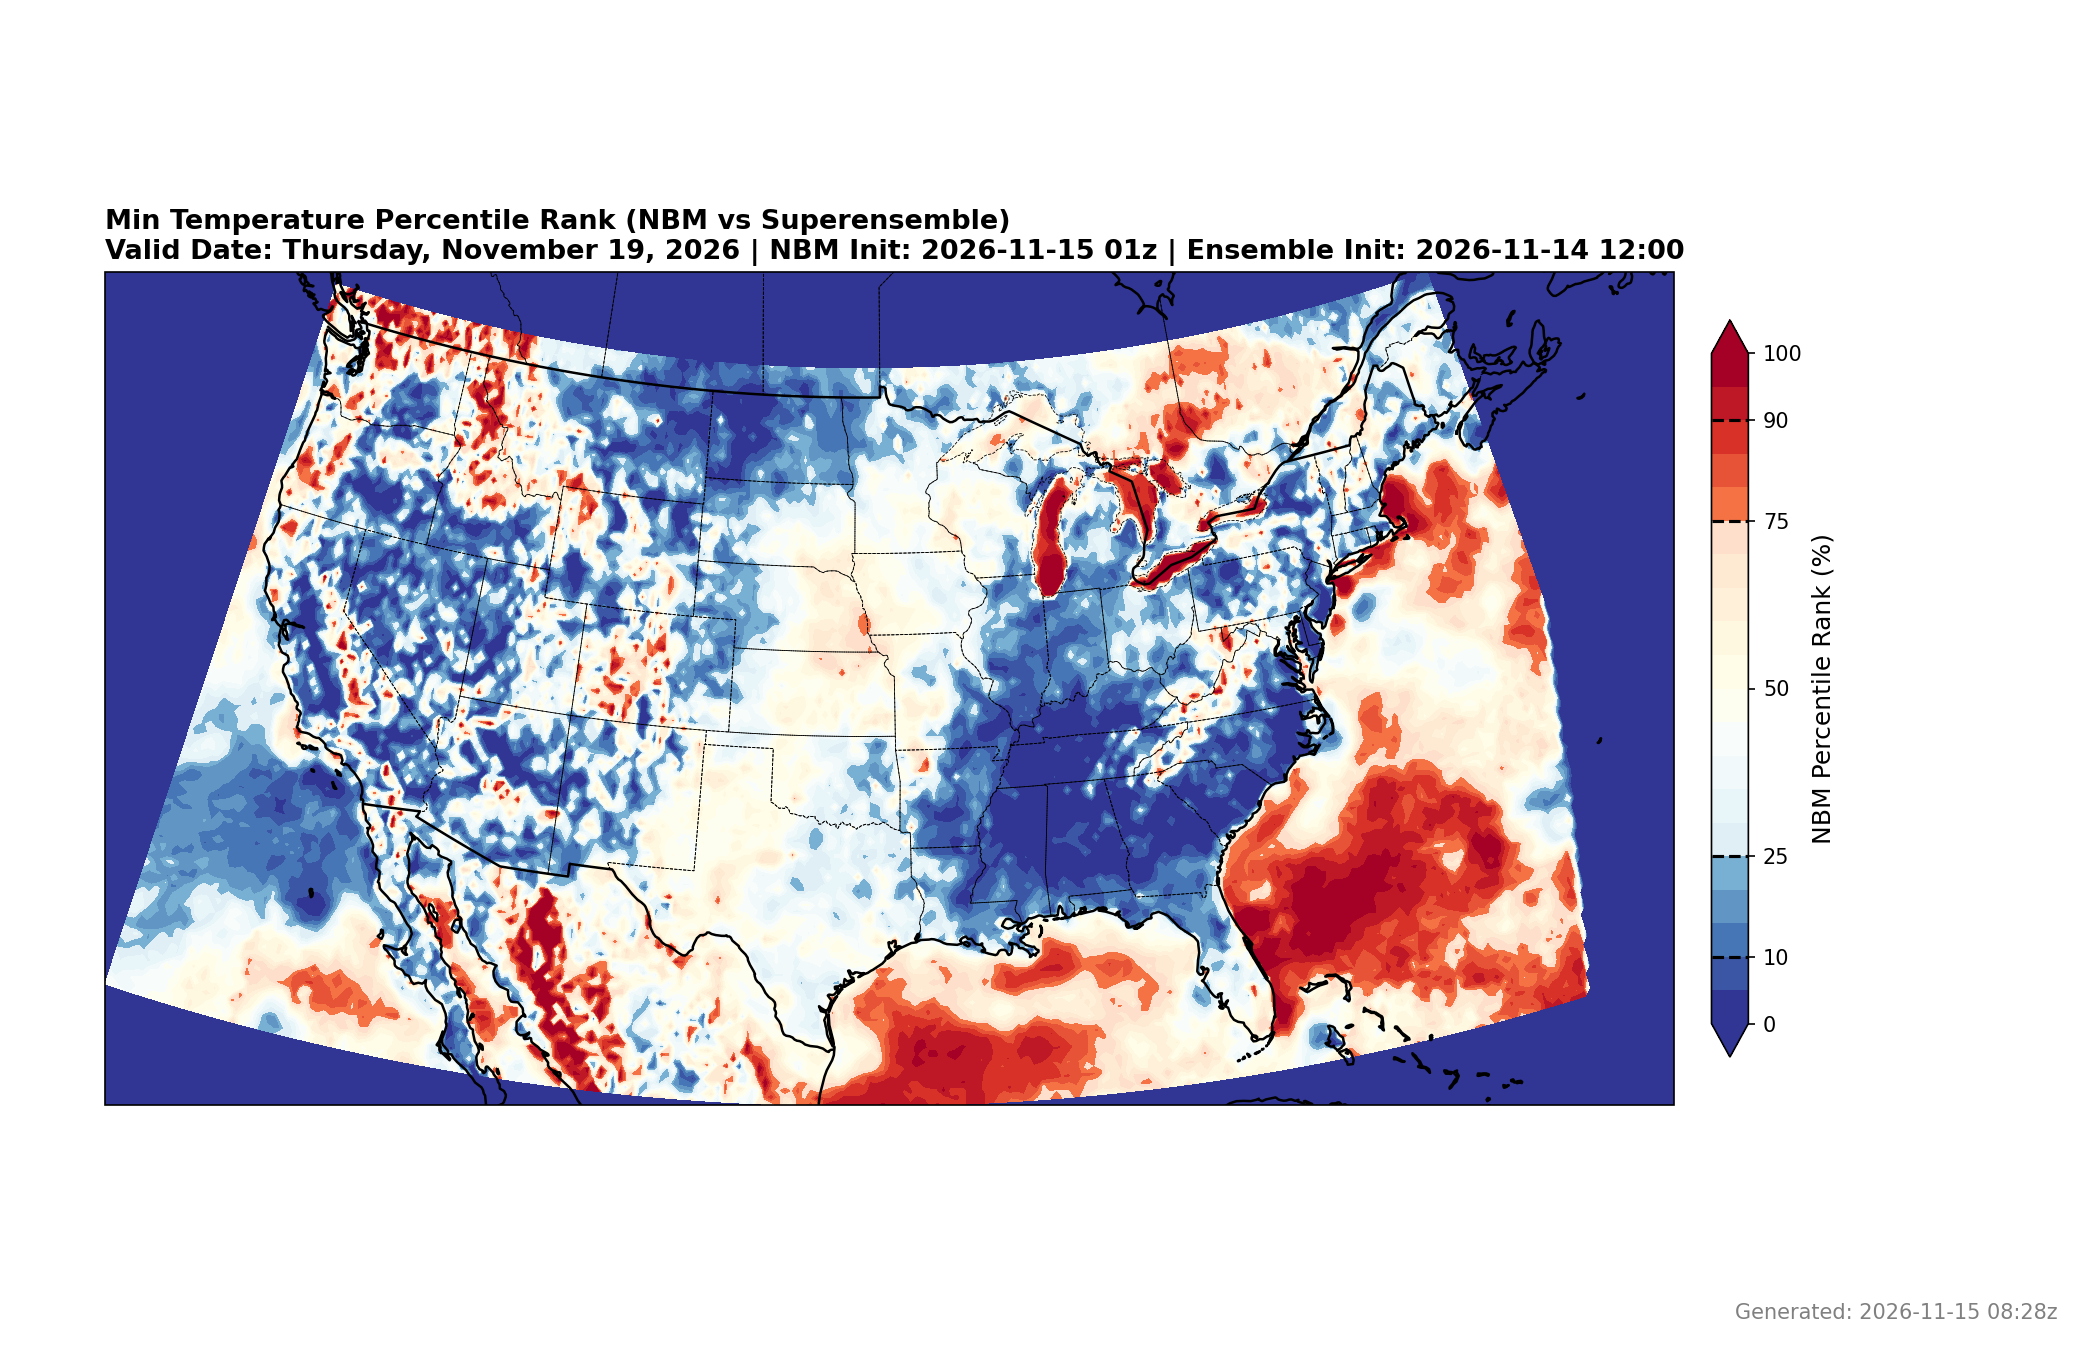 Min Temperature Percentile Rank (NBM vs Superensemble)
Valid Date: Thursday, November 19, 2026 | NBM Init: 2026-11-15 01z | Ensemble Init: 2026-11-14 12:00
100
90
75
50
25
10
0
NBM Percentile Rank (%)
Generated: 2026-11-15 08:28z